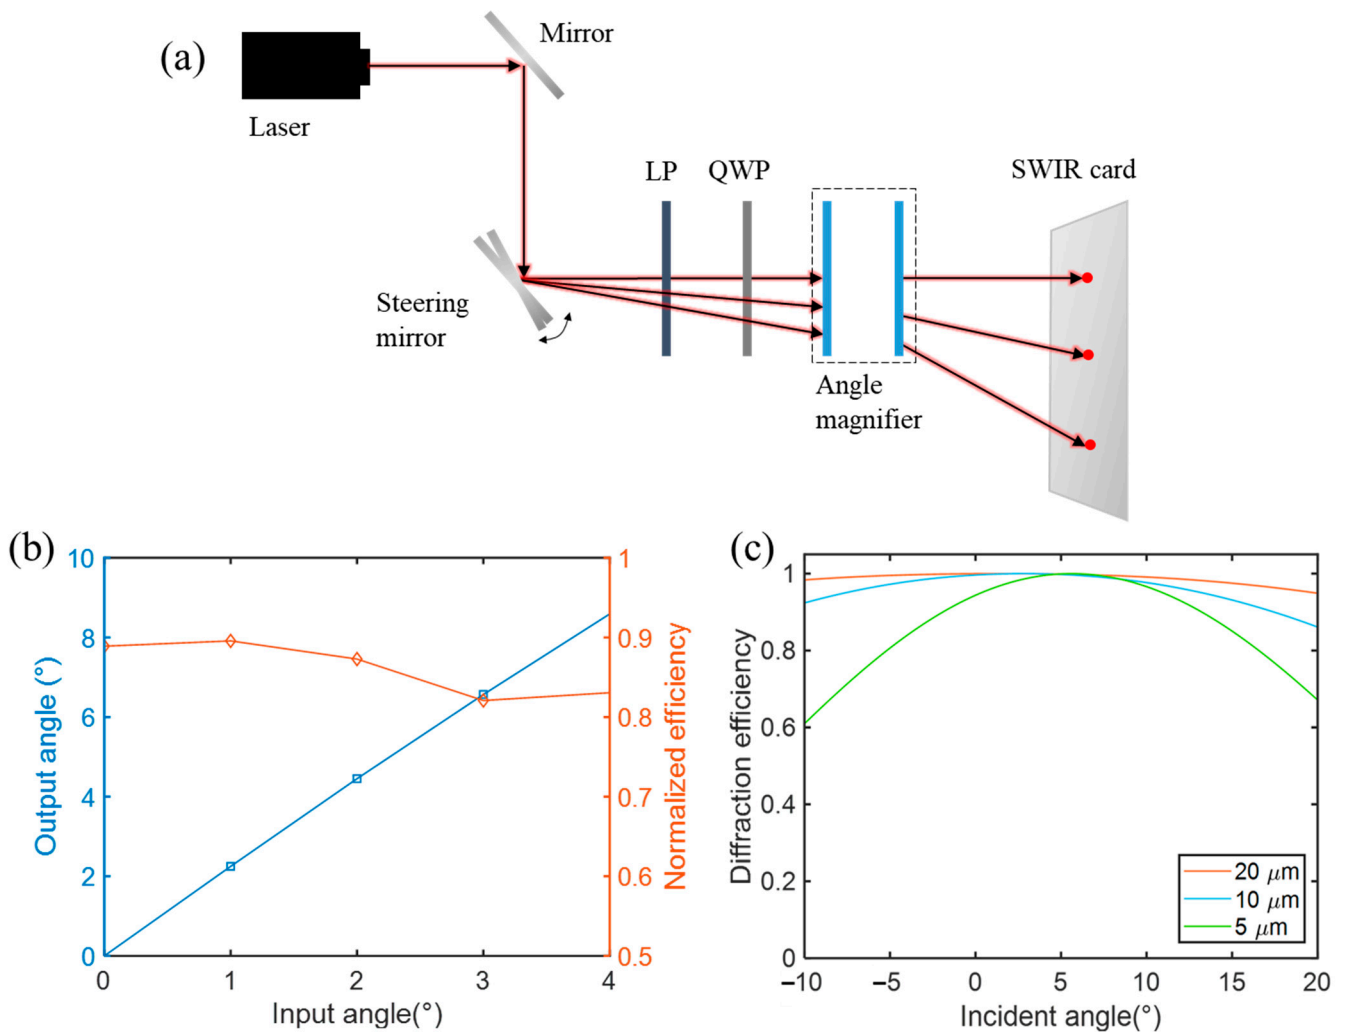 (a)
Mirror
Laser
LP
QWP
SWIR card
Steering
mirror
Angle
magnifier
(b)
10
8
6
4
2
0
Output angle (°)
1
0.9
0.8
0.7
0.6
0.5
Normalized efficiency
0
1
2
3
4
Input angle(°)
(c)
1
0.8
0.6
0.4
0.2
0
Diffraction efficiency
20 μm
10 μm
5 μm
−10
−5
0
5
10
15
20
Incident angle(°)